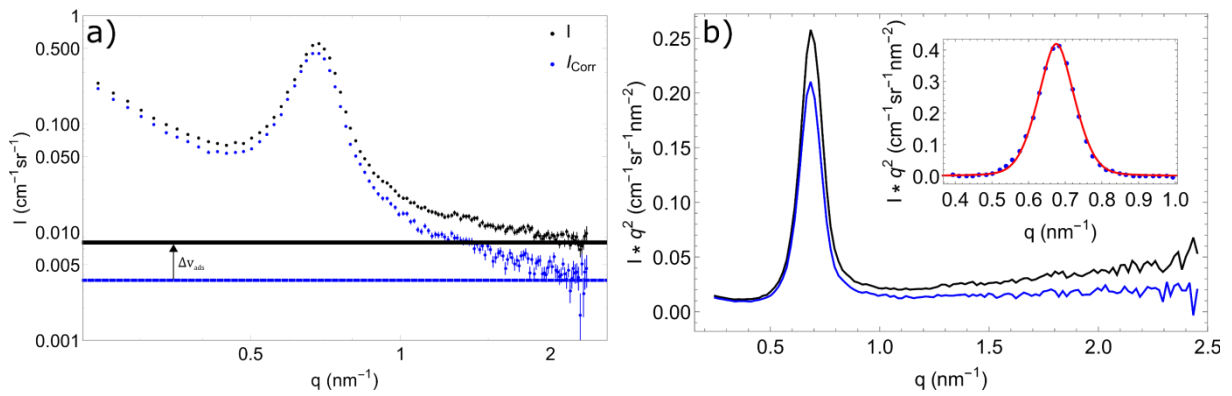 a)
I
I_Corr
1
0.500
0.100
0.050
0.010
0.005
0.001
I (cm⁻¹sr⁻¹)
Δv_ads
0.5
1
2
q (nm⁻¹)
b)
0.25
0.20
0.15
0.10
0.05
0.00
I * q² (cm⁻¹sr⁻¹nm⁻²)
0.5
1.0
1.5
2.0
2.5
q (nm⁻¹)
0.4
0.3
0.2
0.1
0.0
I * q² (cm⁻¹sr⁻¹nm⁻²)
0.4 0.5 0.6 0.7 0.8 0.9 1.0
q (nm⁻¹)